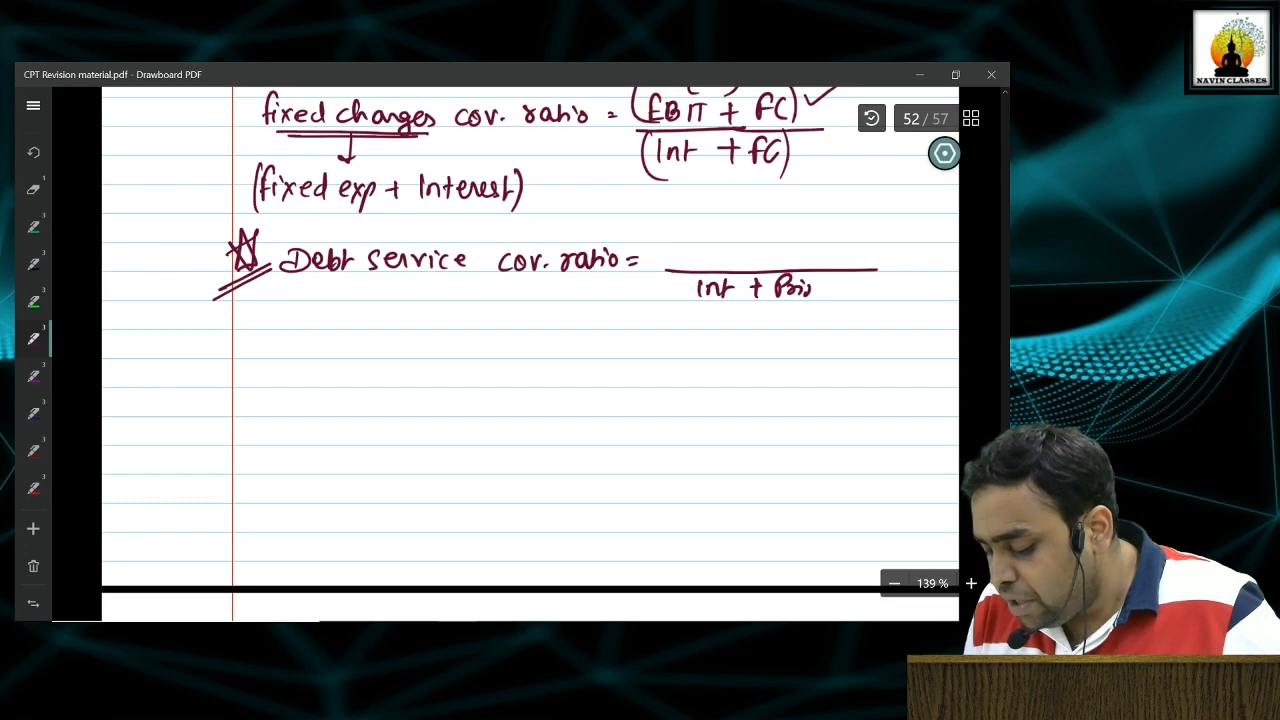 NAVIN CLASSES
CPT Revision material.pdf - Drawboard PDF
fixed changes cov. ratio = (EBIT + FC) ✓
(Int + FC)
52 / 57
(fixed exp + Interest)
Debt service cov. ratio =
Int + Pri
139 %